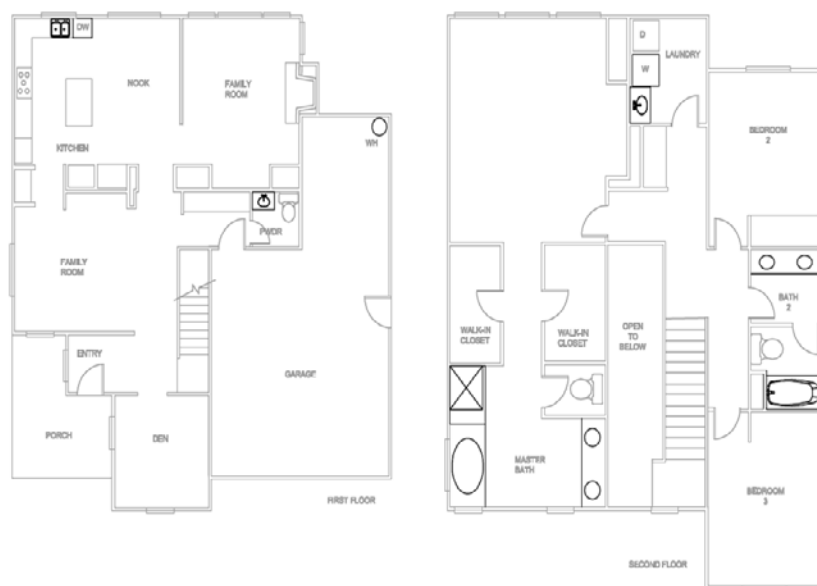 DW
NOOK
FAMILY
ROOM
KITCHEN
WH
PWDR
FAMILY
ROOM
ENTRY
GARAGE
PORCH
DEN
FIRST FLOOR
D
W
LAUNDRY
BEDROOM
2
BATH
2
WALK-IN
CLOSET
WALK-IN
CLOSET
OPEN
TO
BELOW
MASTER
BATH
BEDROOM
3
SECOND FLOOR